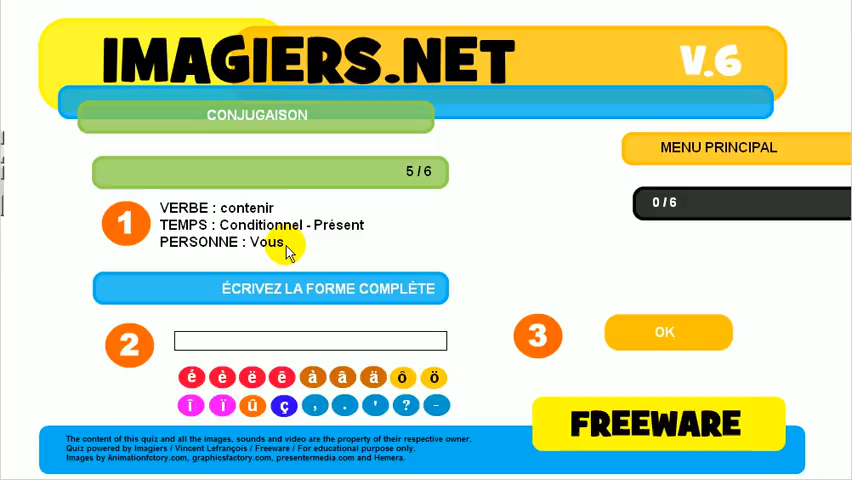 IMAGIERS.NET
V.6
CONJUGAISON
MENU PRINCIPAL
5 / 6
0 / 6
1
VERBE : contenir
TEMPS : Conditionnel - Présent
PERSONNE : Vous
ÉCRIVEZ LA FORME COMPLÈTE
2
3
OK
é è ë ê à â ä ô ö
î ï û ç , . ' ? -
FREEWARE
The content of this quiz and all the images, sounds and video are the property of their respective owner.
Quiz powered by Imagiers / Vincent Lefrançois / Freeware / For educational purpose only.
Images by Animationfctory.com, graphicsfactory.com, presentermedia.com and Hemera.